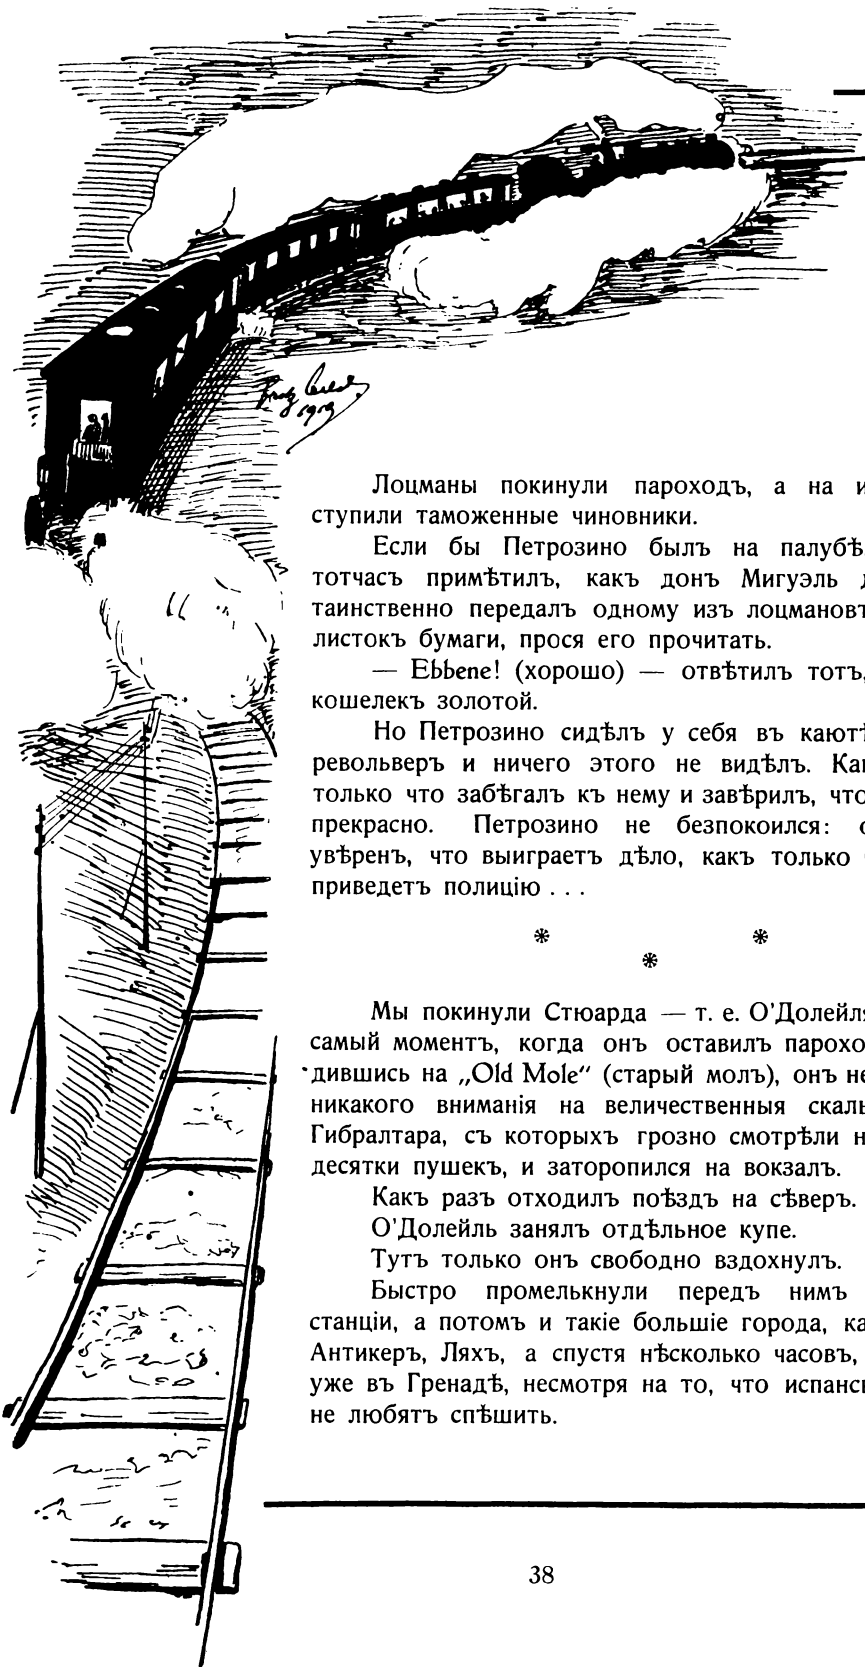 1919
Лоцманы покинули пароходъ, а на
ступили таможенные чиновники.
Если бы Петрозино былъ на палубѣ
тотчасъ примѣтилъ, какъ донъ Мигуэль
таинственно передалъ одному изъ лоцмановъ
листокъ бумаги, прося его прочитать.
— Ebbene! (хорошо) — отвѣтилъ тотъ,
кошелекъ золотой.
Но Петрозино сидѣлъ у себя въ каютѣ
револьверъ и ничего этого не видѣлъ.
только что забѣгалъ къ нему и завѣрилъ, что
прекрасно. Петрозино не безпокоился:
увѣренъ, что выиграетъ дѣло, какъ только
приведетъ полицію . . .
* *
*
Мы покинули Стюарда — т. е. О'Долейля
самый моментъ, когда онъ оставилъ
дившись на „Old Mole“ (старый молъ), онъ
никакого вниманія на величественныя скалы
Гибралтара, съ которыхъ грозно смотрѣли
десятки пушекъ, и заторопился на вокзалъ.
Какъ разъ отходилъ поѣздъ на сѣверъ.
О'Долейль занялъ отдѣльное купе.
Тутъ только онъ свободно вздохнулъ.
Быстро промелькнули передъ нимъ
станціи, а потомъ и такіе большіе города,
Антикеръ, Ляхъ, а спустя нѣсколько часовъ,
уже въ Гренадѣ, несмотря на то, что
не любятъ спѣшить.
38